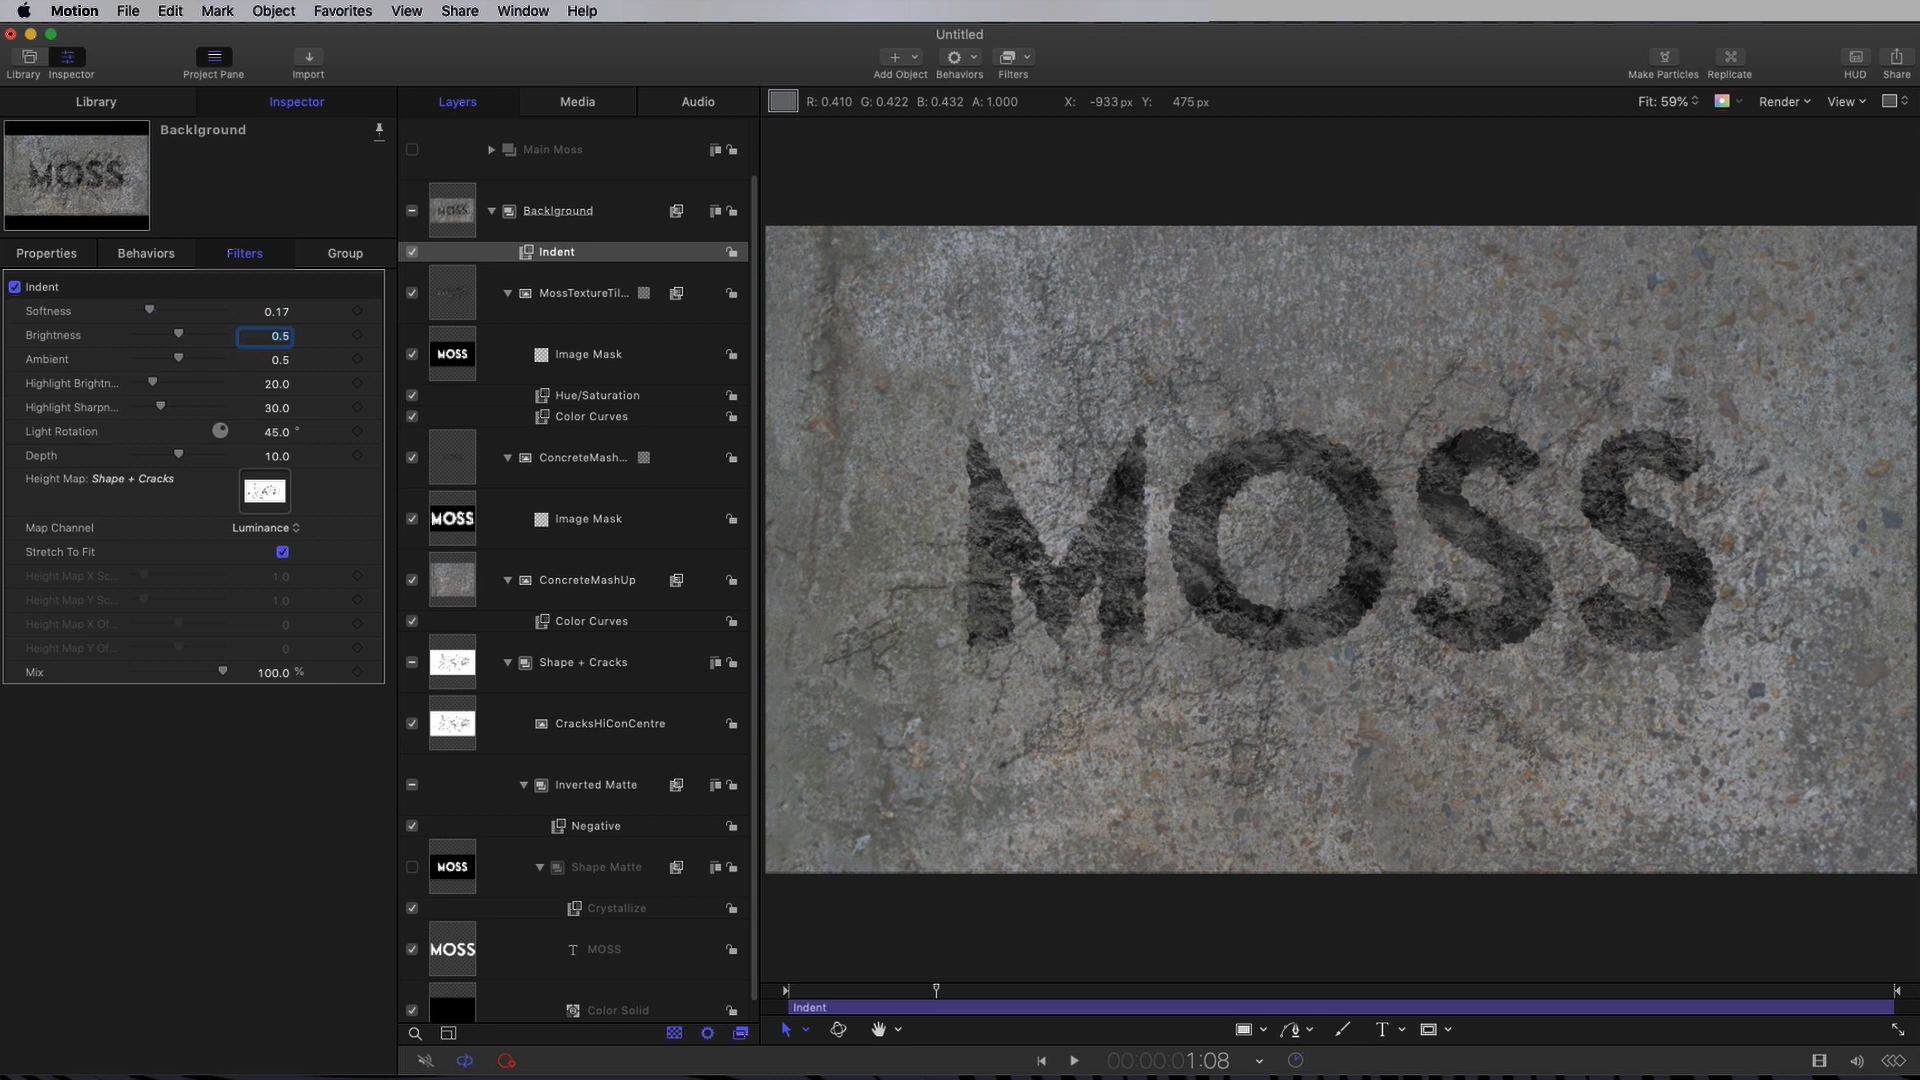 Motion File Edit Mark Object Favorites View Share Window Help
Untitled
Library Inspector Project Pane Import Add Object Behaviors Filters Make Particles Replicate HUD Share
Library Inspector Layers Media Audio R: 0.410 G: 0.422 B: 0.432 A: 1.000 X: -933 px Y: 475 px Fit: 59% Render View
Backlground
MOSS
Properties Behaviors Filters Group
Indent
Softness 0.17
Brightness 0.5
Ambient 0.5
Highlight Brightn... 20.0
Highlight Sharpn... 30.0
Light Rotation 45.0 °
Depth 10.0
Height Map: Shape + Cracks
Map Channel Luminance
Stretch To Fit
Height Map X Sc... 1.0
Height Map Y Sc... 1.0
Height Map X Of... 0
Height Map Y Of... 0
Mix 100.0 %
Main Moss
MOSS Backlground
Indent
MossTextureTil...
MOSS Image Mask
Hue/Saturation
Color Curves
ConcreteMash...
MOSS Image Mask
ConcreteMashUp
Color Curves
Shape + Cracks
CracksHiConCentre
Inverted Matte
Negative
MOSS Shape Matte
Crystallize
MOSS T MOSS
Color Solid
MOSS
Indent
T
00:00:01:08